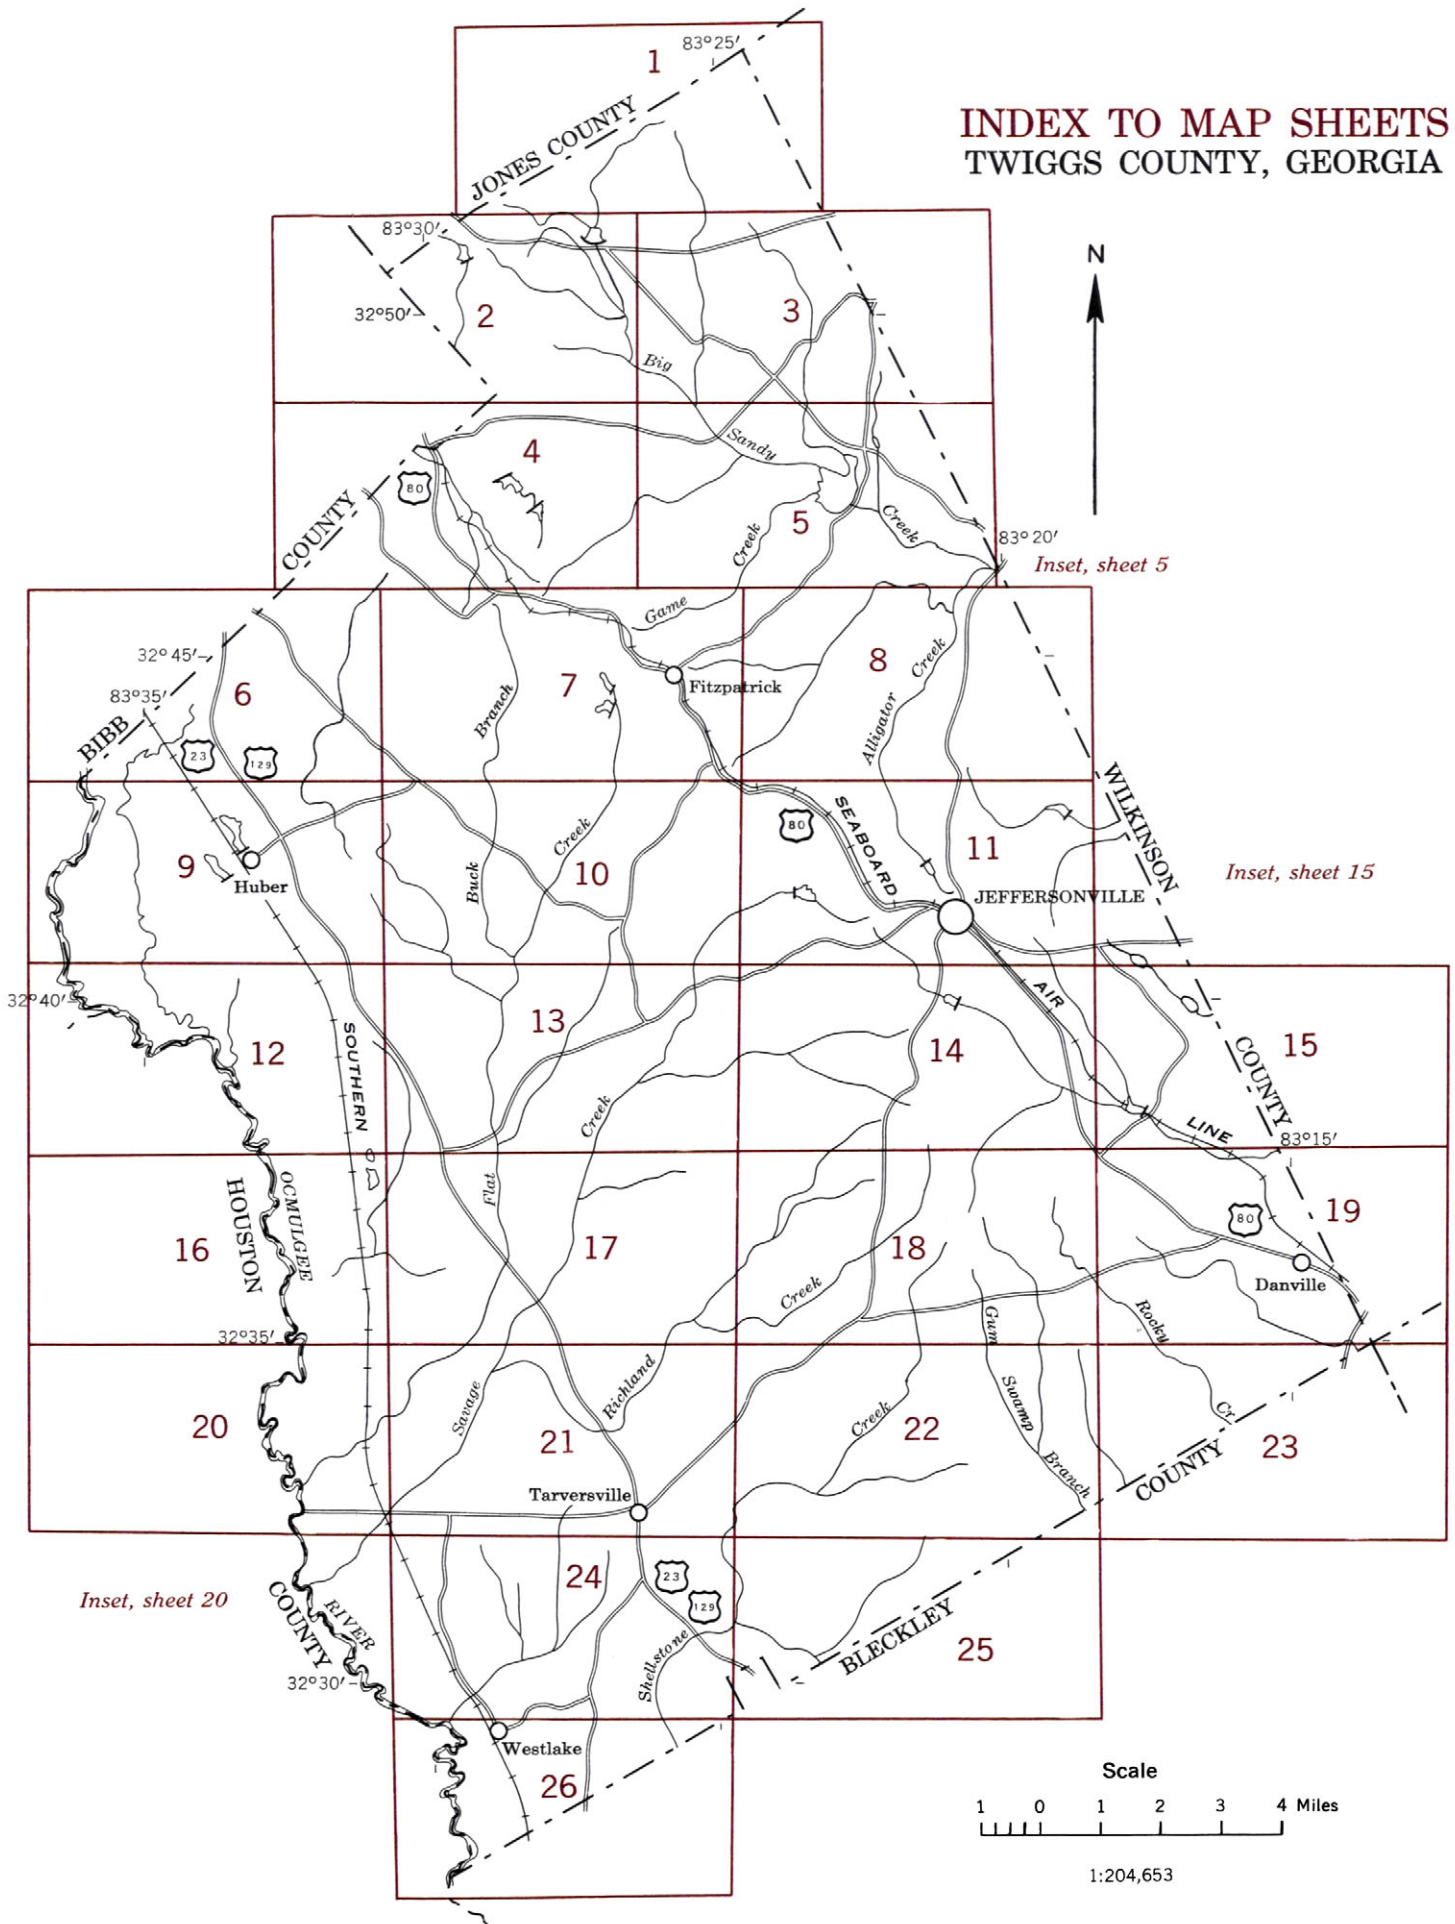 INDEX TO MAP SHEETS
TWIGGS COUNTY, GEORGIA
1
83°25′
JONES COUNTY
83°30′
32°50′
2
3
N
Big
Sandy
4
80
COUNTY
5
Creek
Creek
83°20′
Inset, sheet 5
Game
32°45′
83°35′
6
7
8
Creek
Fitzpatrick
Branch
Alligator
BIBB
23
129
WILKINSON
SEABOARD
80
Creek
9
Huber
Buck
10
11
JEFFERSONVILLE
Inset, sheet 15
32°40′
AIR
12
SOUTHERN
13
14
15
COUNTY
Creek
LINE
83°15′
Flat
HOUSTON
OCMULGEE
16
17
18
80
19
Creek
Danville
Gum
Rocky
32°35′
Richland
Savage
Swamp
Creek
Cr.
20
21
22
23
COUNTY
Branch
Tarversville
24
23
129
Inset, sheet 20
COUNTY
RIVER
BLECKLEY
25
Shellstone
32°30′
Westlake
26
Scale
1 0 1 2 3 4 Miles
1:204,653